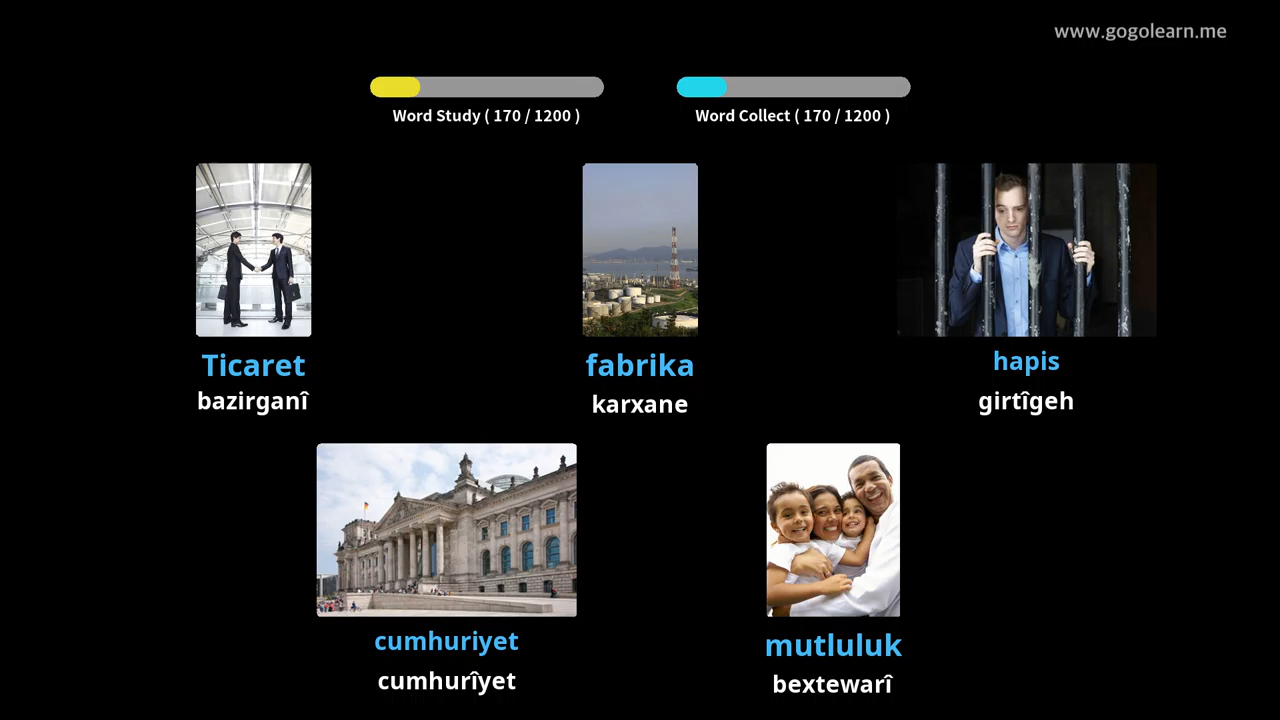 www.gogolearn.me
Word Study ( 170 / 1200 )
Word Collect ( 170 / 1200 )
Ticaret
bazirganî
fabrika
karxane
hapis
girtîgeh
cumhuriyet
cumhurîyet
mutluluk
bextewarî